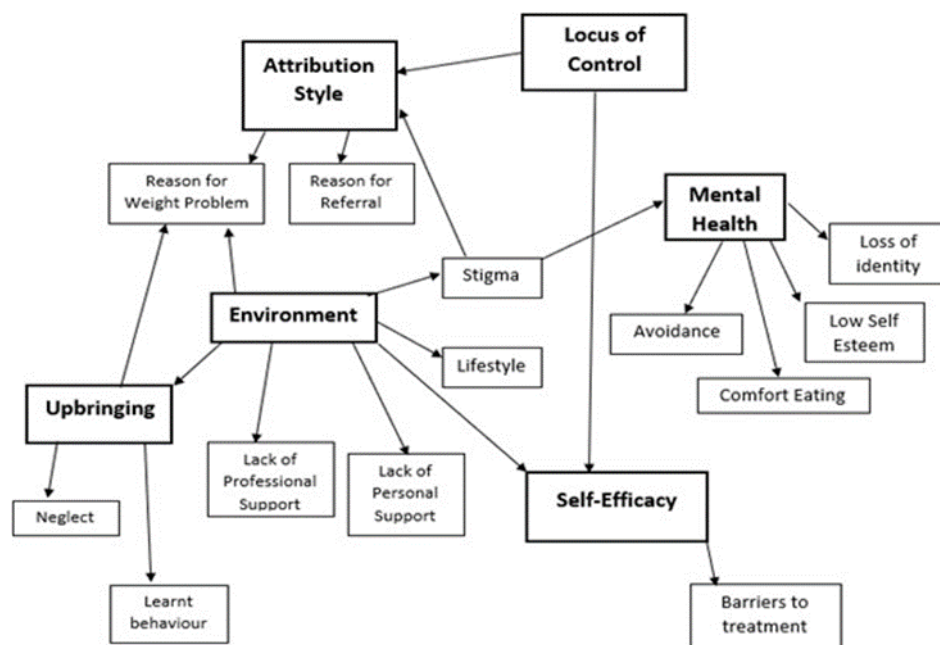 Locus of
Control
Attribution
Style
Reason for
Weight Problem
Reason for
Referral
Mental
Health
Loss of
identity
Stigma
Environment
Avoidance
Low Self
Esteem
Lifestyle
Comfort Eating
Upbringing
Lack of
Professional
Support
Lack of
Personal
Support
Self-Efficacy
Neglect
Learnt
behaviour
Barriers to
treatment